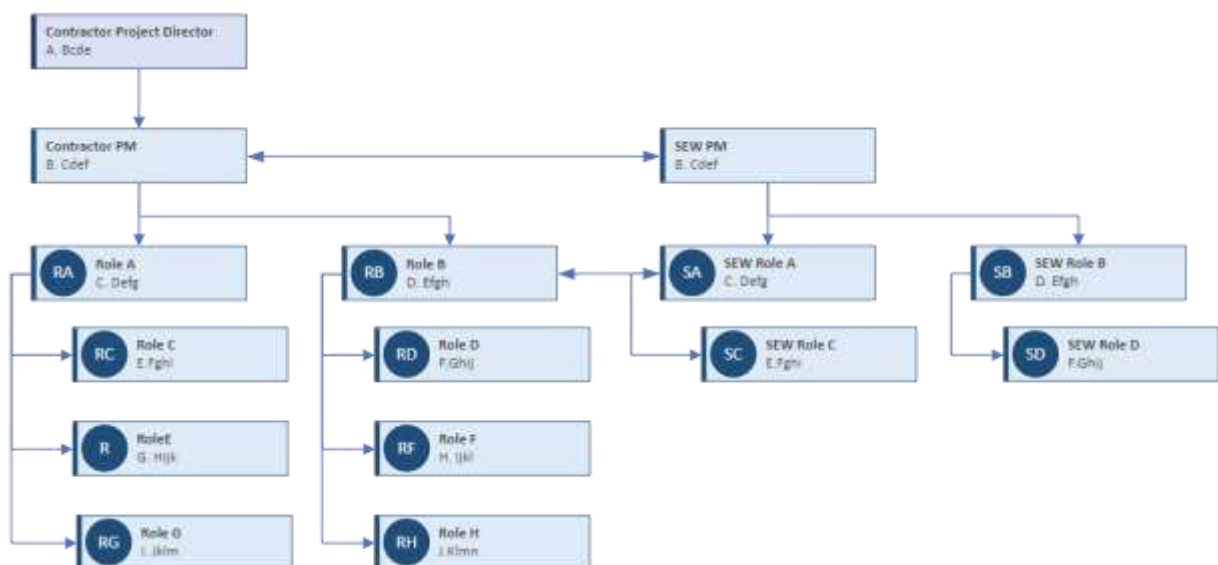 Contractor Project Director
A. Bcde
Contractor PM
B. Cdef
SEW PM
B. Cdef
RA
Role A
C. Defg
RB
Role B
D. Efgh
SA
SEW Role A
C. Defg
SB
SEW Role B
D. Efgh
RC
Role C
E.Fghi
RD
Role D
F.Ghij
SC
SEW Role C
E.Fghi
SD
SEW Role D
F.Ghij
R
RoleE
G. Hijk
RF
Role F
H. Ijkl
RG
Role G
I. Jklm
RH
Role H
J.Klmn